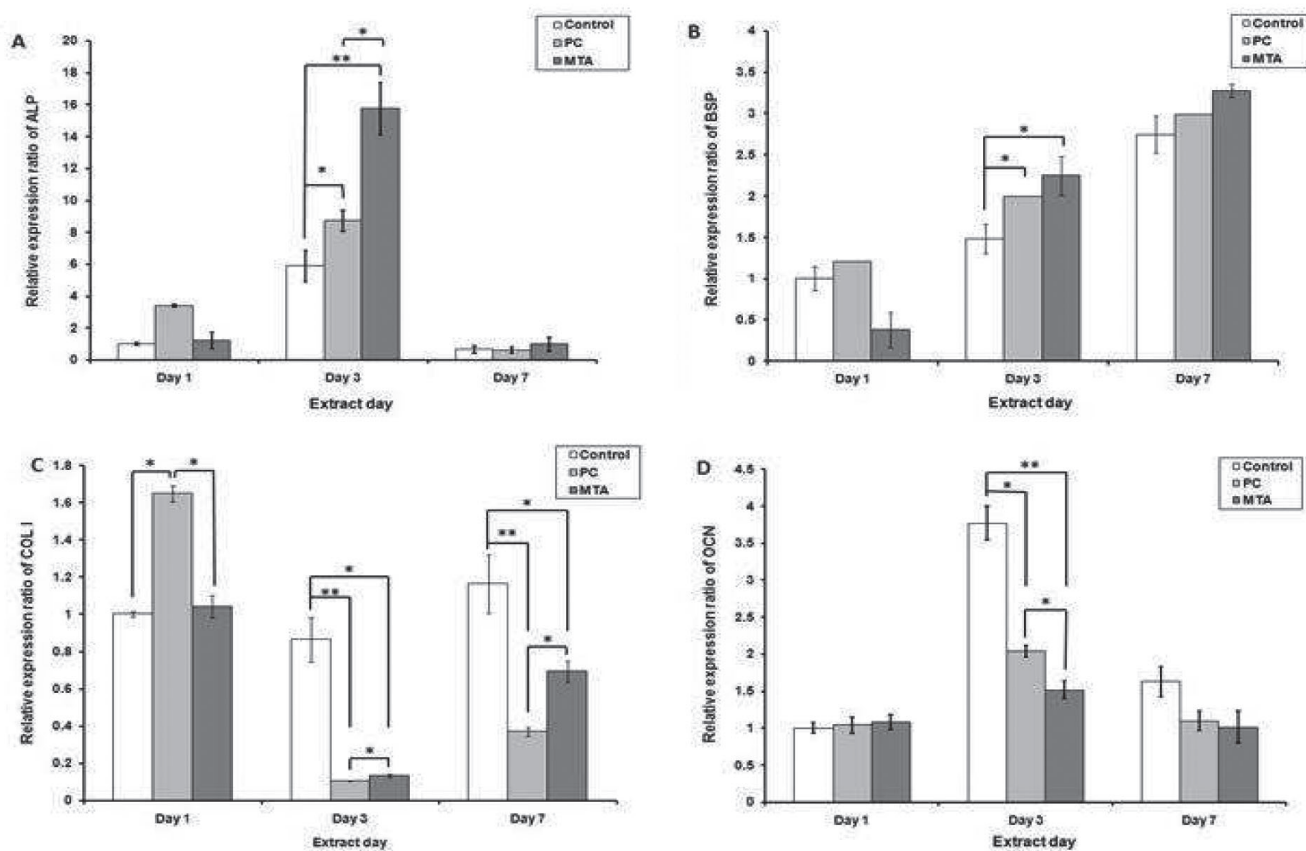 A
Relative expression ratio of ALP
20
18
16
14
12
10
8
6
4
2
0
*
**
*
Control
PC
MTA
Day 1
Day 3
Day 7
Extract day
B
Relative expression ratio of BSP
4
3.5
3
2.5
2
1.5
1
0.5
0
*
*
Control
PC
MTA
Day 1
Day 3
Day 7
Extract day
C
Relative expression ratio of COL I
1.8
1.6
1.4
1.2
1
0.8
0.6
0.4
0.2
0
* *
*
**
*
*
**
*
Control
PC
MTA
Day 1
Day 3
Day 7
Extract day
D
Relative expression ratio of OCN
4.5
4
3.5
3
2.5
2
1.5
1
0.5
0
**
*
*
Control
PC
MTA
Day 1
Day 3
Day 7
Extract day